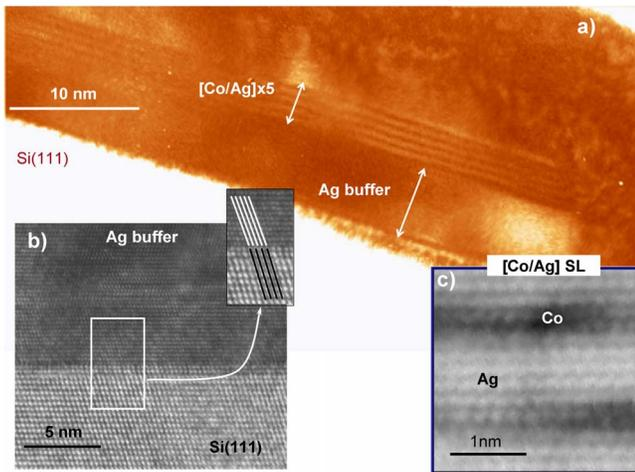 a)
10 nm
[Co/Ag]x5
Si(111)
Ag buffer
b)
Ag buffer
5 nm
Si(111)
[Co/Ag] SL
c)
Co
Ag
1nm